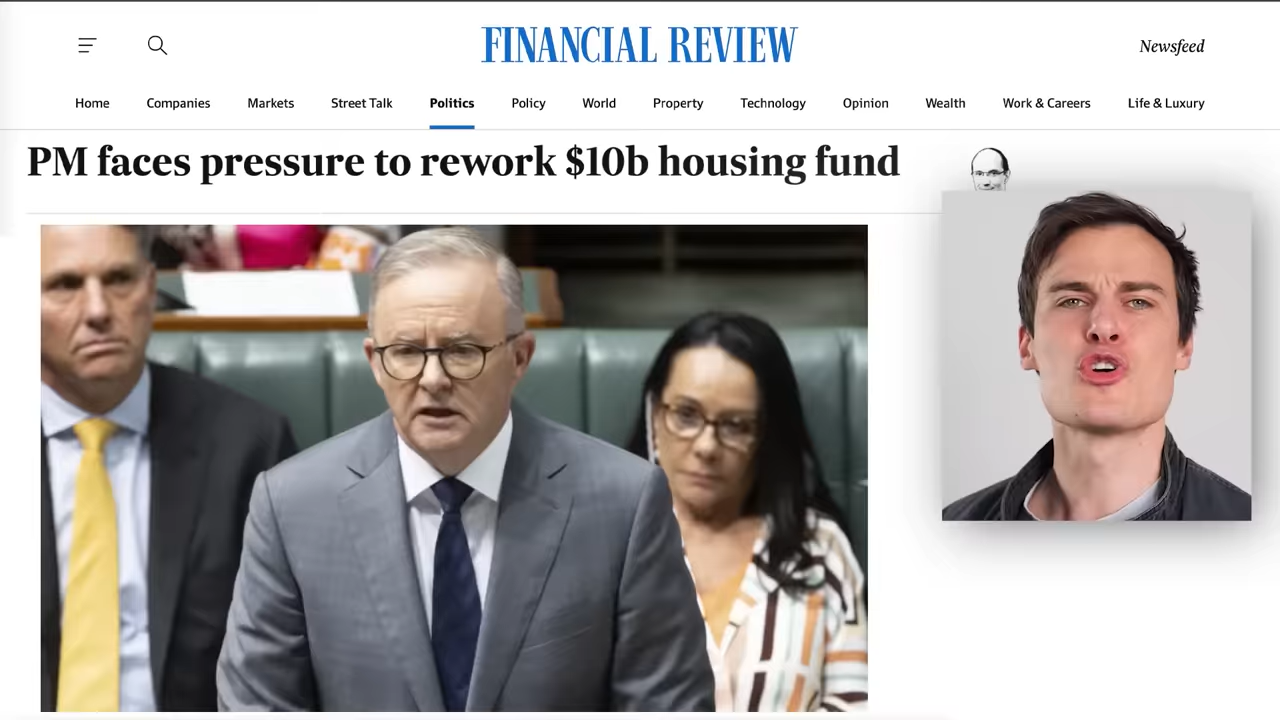 FINANCIAL REVIEW
Newsfeed
Home Companies Markets Street Talk Politics Policy World Property Technology Opinion Wealth Work & Careers Life & Luxury
PM faces pressure to rework $10b housing fund